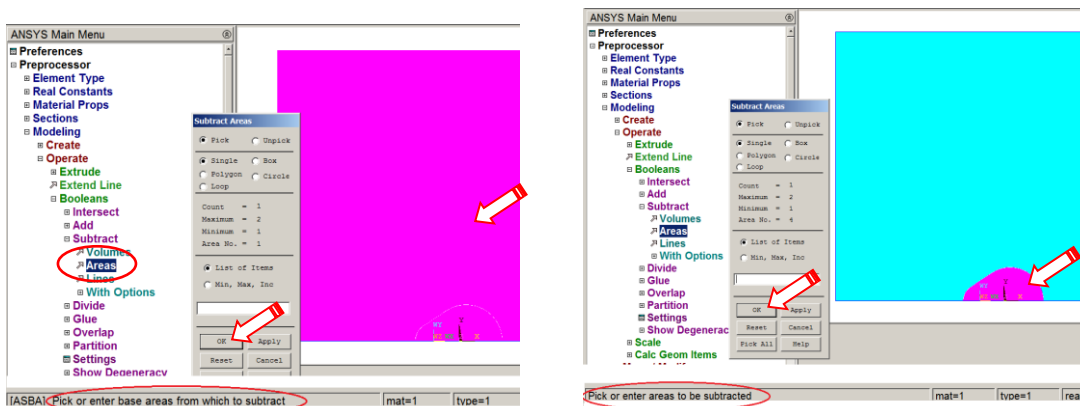 ANSYS Main Menu
Preferences
Preprocessor
Element Type
Real Constants
Material Props
Sections
Modeling
Create
Operate
Extrude
Extend Line
Booleans
Intersect
Add
Subtract
Volumes
Areas
Lines
With Options
Divide
Glue
Overlap
Partition
Settings
Show Degeneracy
Subtract Areas
Pick Unpick
Single Box
Polygon Circle
Loop
Count = 1
Maximum = 2
Minimum = 1
Area No. = 1
List of Items
Min, Max, Inc
OK Apply
Reset Cancel
[ASBA] Pick or enter base areas from which to subtract
mat=1 type=1
ANSYS Main Menu
Preferences
Preprocessor
Element Type
Real Constants
Material Props
Sections
Modeling
Create
Operate
Extrude
Extend Line
Booleans
Intersect
Add
Subtract
Volumes
Areas
Lines
With Options
Divide
Glue
Overlap
Partition
Settings
Show Degenerac
Scale
Calc Geom Items
Subtract Areas
Pick Unpick
Single Box
Polygon Circle
Loop
Count = 1
Maximum = 2
Minimum = 1
Area No. = 4
List of Items
Min, Max, Inc
OK Apply
Reset Cancel
Pick All Help
Pick or enter areas to be subtracted
mat=1 type=1 rea